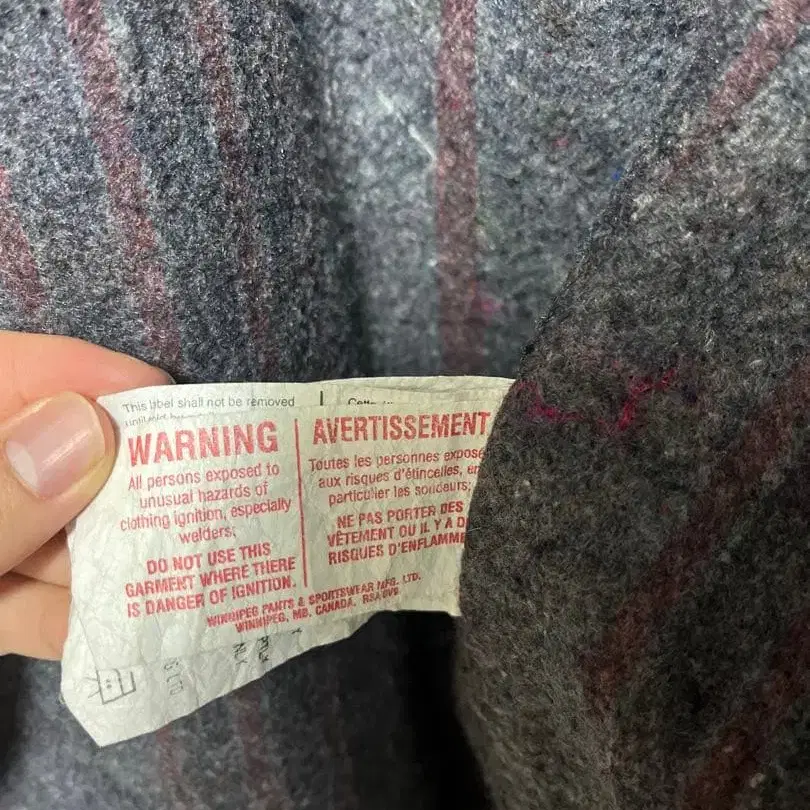 This label shall not be removed
WARNING
All persons exposed to
unusual hazards of
clothing ignition, especially
welders;
DO NOT USE THIS
GARMENT WHERE THERE
IS DANGER OF IGNITION.
AVERTISSEMENT
Toutes les personnes exposé
aux risques d'étincelles, en
particulier les soudeurs;
NE PAS PORTER DES
VÊTEMENT OU IL Y A D
RISQUES D'ENFLAMME
WINNIPEG PANTS & SPORTSWEAR MFG. LTD.
WINNIPEG, MB. CANADA.